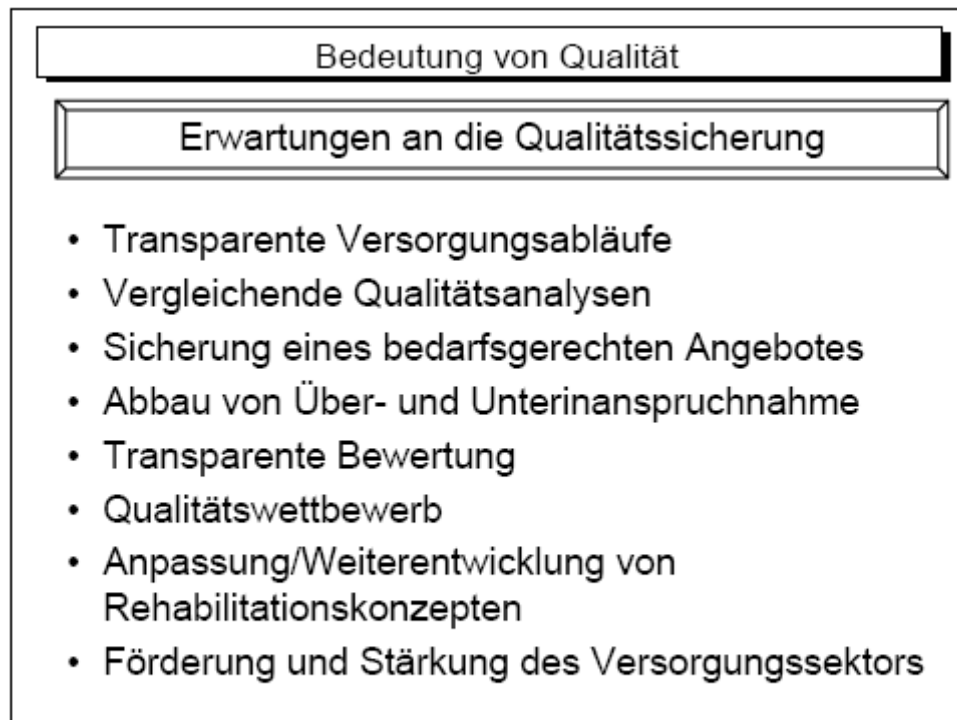 Bedeutung von Qualität
Erwartungen an die Qualitätssicherung
• Transparente Versorgungsabläufe
• Vergleichende Qualitätsanalysen
• Sicherung eines bedarfsgerechten Angebotes
• Abbau von Über- und Unterinanspruchnahme
• Transparente Bewertung
• Qualitätswettbewerb
• Anpassung/Weiterentwicklung von
Rehabilitationskonzepten
• Förderung und Stärkung des Versorgungssektors